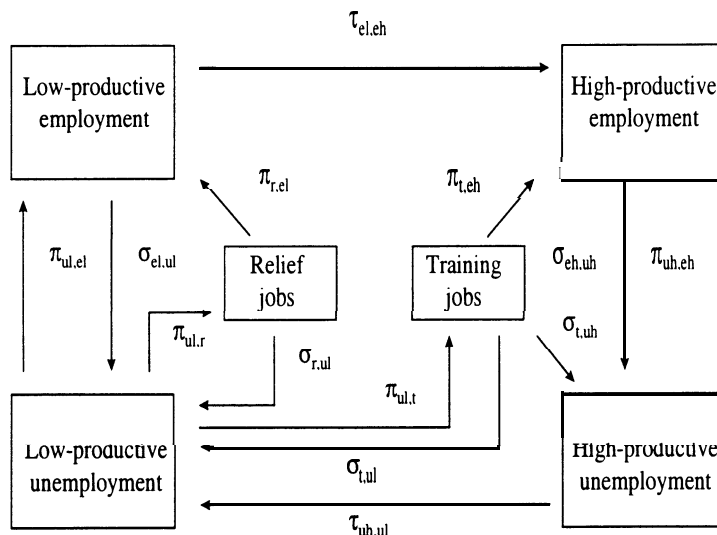 τel,eh
Low-productive
employment
High-productive
employment
πr,el
πt,eh
πul,el
σel,ul
Relief
jobs
Training
jobs
σeh,uh
πuh,eh
πul,r
σr,ul
σt,uh
πul,t
Low-productive
unemployment
High-productive
unemployment
σt,ul
τuh,ul